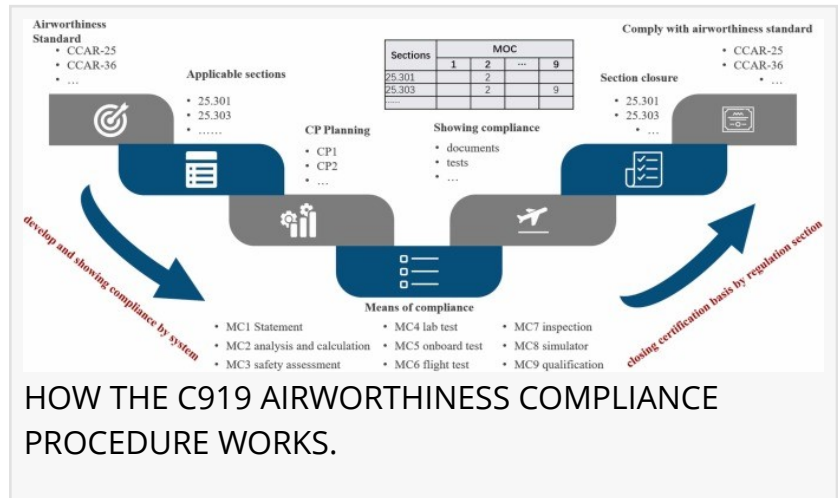 Airworthiness
Standard
• CCAR-25
• CCAR-36
• ...
Applicable sections
• 25.301
• 25.303
• ......
CP Planning
• CP1
• CP2
• ...
Sections MOC
1 2 ... 9
25.301 2
25.303 2 9
......
Showing compliance
• documents
• tests
• ...
Section closure
• 25.301
• 25.303
• ...
Comply with airworthiness standard
• CCAR-25
• CCAR-36
• ...
develop and showing compliance by system
Means of compliance
• MC1 Statement
• MC2 analysis and calculation
• MC3 safety assessment
• MC4 lab test
• MC5 onboard test
• MC6 flight test
• MC7 inspection
• MC8 simulator
• MC9 qualification
closing certification basis by regulation section
HOW THE C919 AIRWORTHINESS COMPLIANCE
PROCEDURE WORKS.